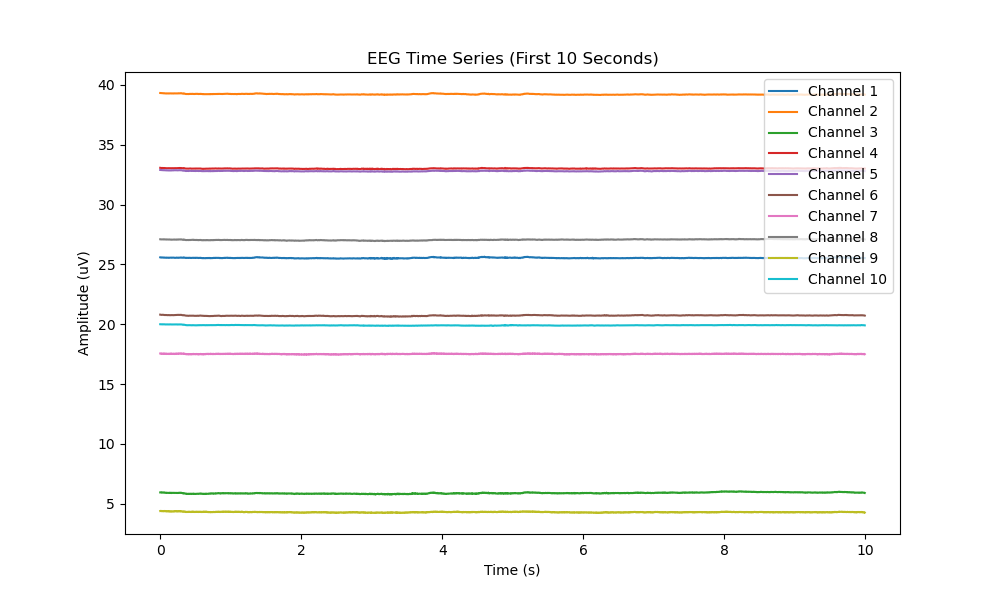 EEG Time Series (First 10 Seconds)
40
35
30
25
20
15
10
5
Amplitude (uV)
Channel 1
Channel 2
Channel 3
Channel 4
Channel 5
Channel 6
Channel 7
Channel 8
Channel 9
Channel 10
0 2 4 6 8 10
Time (s)